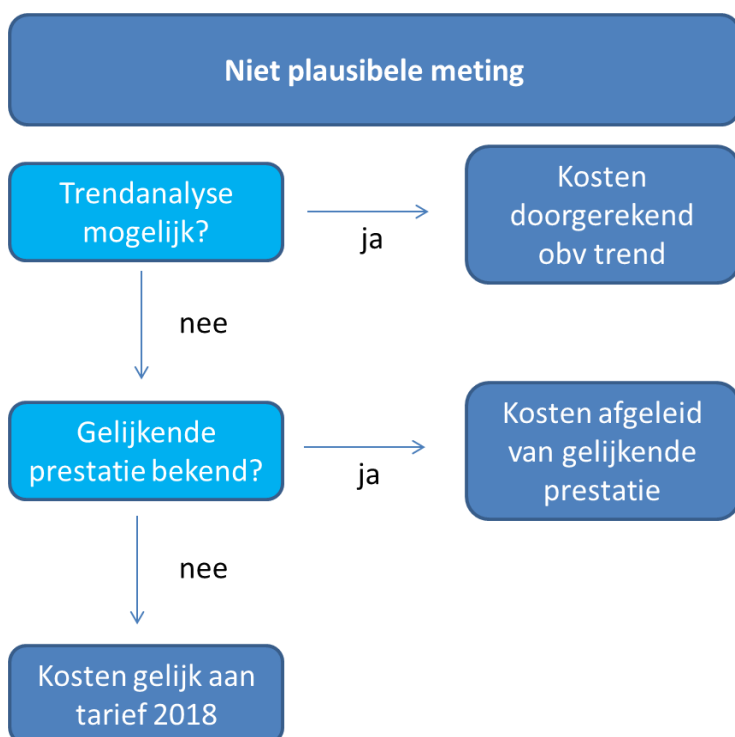 Niet plausibele meting
Trendanalyse
mogelijk?
ja
Kosten
doorgerekend
obv trend
nee
Gelijkende
prestatie bekend?
ja
Kosten afgeleid
van gelijkende
prestatie
nee
Kosten gelijk aan
tarief 2018